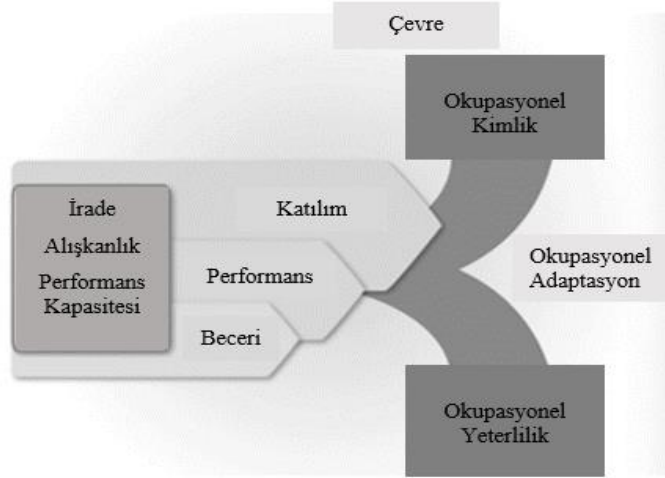 Çevre
Okupasyonel
Kimlik
İrade
Alışkanlık
Performans
Kapasitesi
Katılım
Performans
Beceri
Okupasyonel
Adaptasyon
Okupasyonel
Yeterlilik